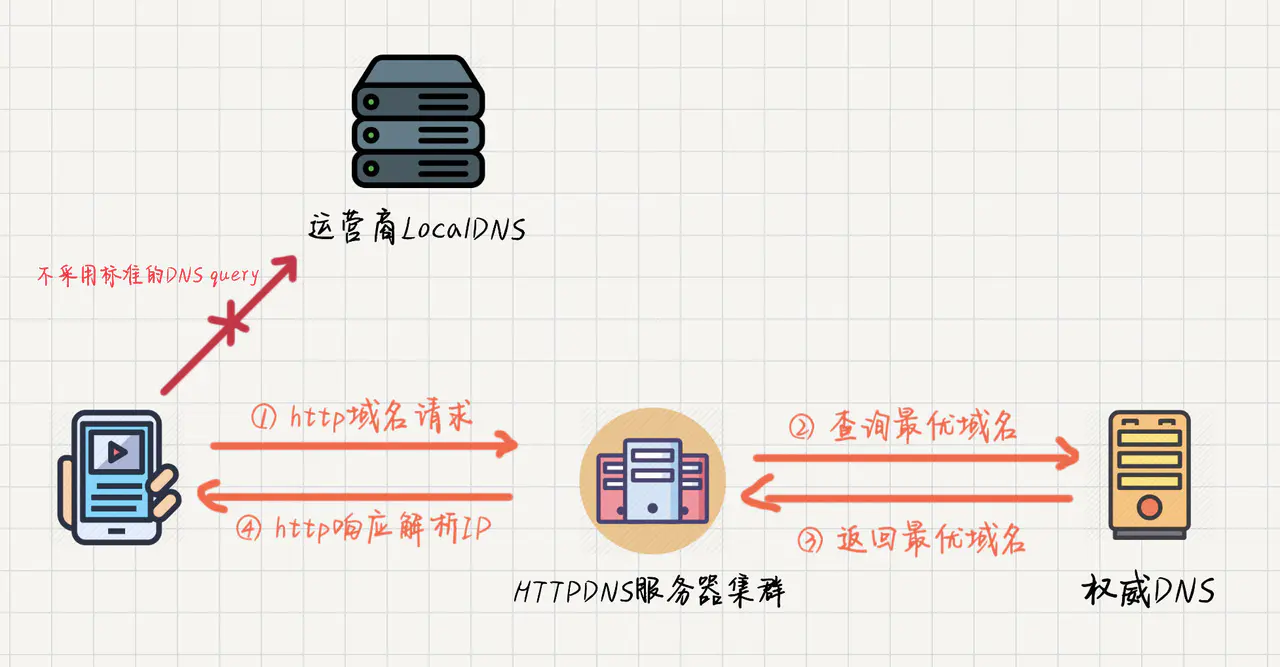 运营商LocalDNS
不采用标准的DNS query
① http域名请求
② 查询最优域名
④ http响应解析IP
③ 返回最优域名
HTTPDNS服务器集群
权威DNS